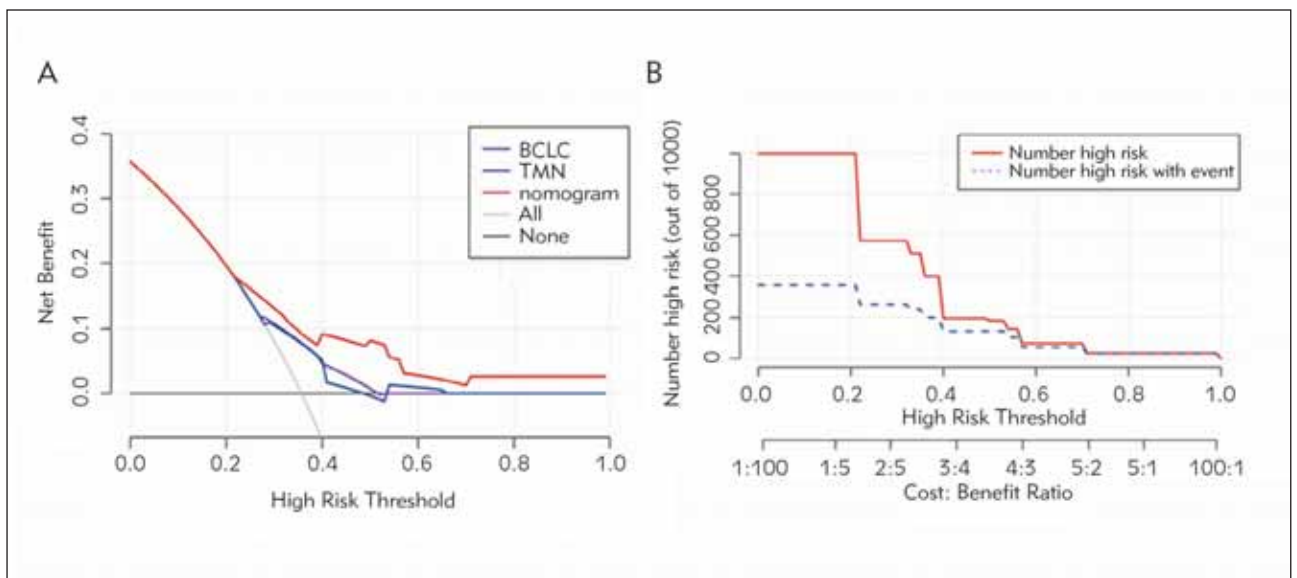 A
Net Benefit
0.4
0.3
0.2
0.1
0.0
BCLC
TMN
nomogram
All
None
0.0 0.2 0.4 0.6 0.8 1.0
High Risk Threshold
B
Number high risk (out of 1000)
800
600
400
200
0
Number high risk
Number high risk with event
0.0 0.2 0.4 0.6 0.8 1.0
High Risk Threshold
1:100 1:5 2:5 3:4 4:3 5:2 5:1 100:1
Cost: Benefit Ratio